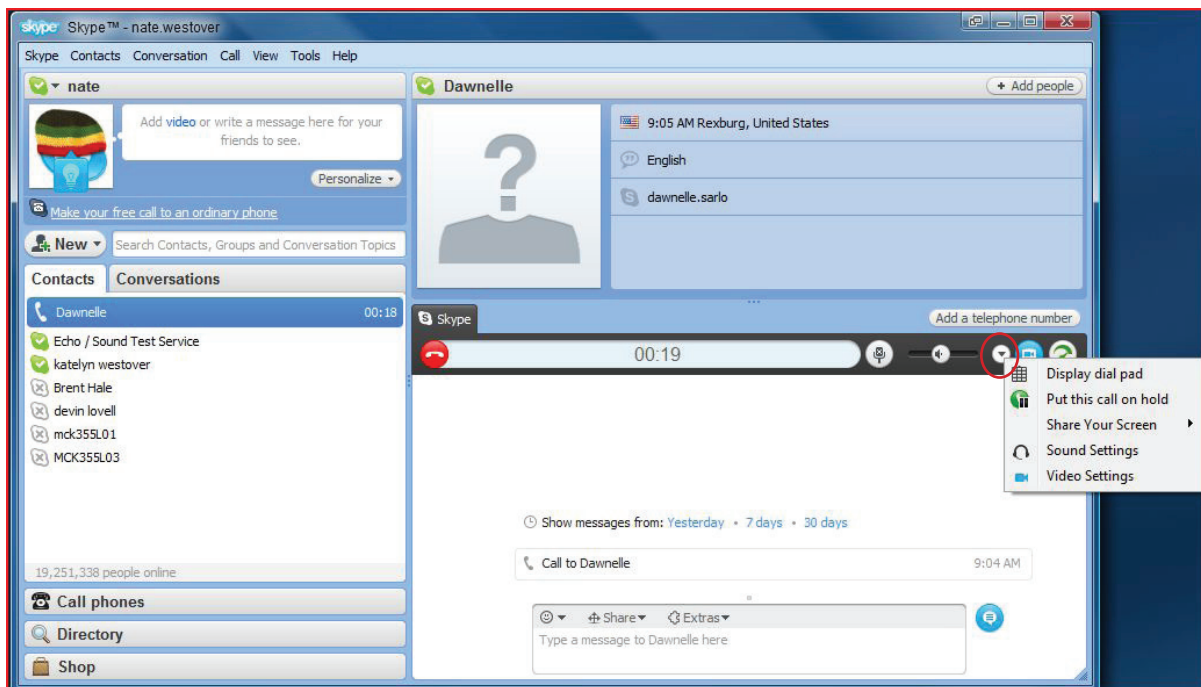 skype Skype™ - nate.westover
Skype Contacts Conversation Call View Tools Help
nate
Add video or write a message here for your
friends to see.
Personalize
Make your free call to an ordinary phone
New Search Contacts, Groups and Conversation Topics
Contacts Conversations
Dawnelle 00:18
Echo / Sound Test Service
katelyn westover
Brent Hale
devin lovell
mck355L01
MCK355L03
19,251,338 people online
Call phones
Directory
Shop
Dawnelle + Add people
9:05 AM Rexburg, United States
English
dawnelle.sarlo
Skype Add a telephone number
00:19
Display dial pad
Put this call on hold
Share Your Screen
Sound Settings
Video Settings
Show messages from: Yesterday • 7 days • 30 days
Call to Dawnelle 9:04 AM
Share Extras
Type a message to Dawnelle here